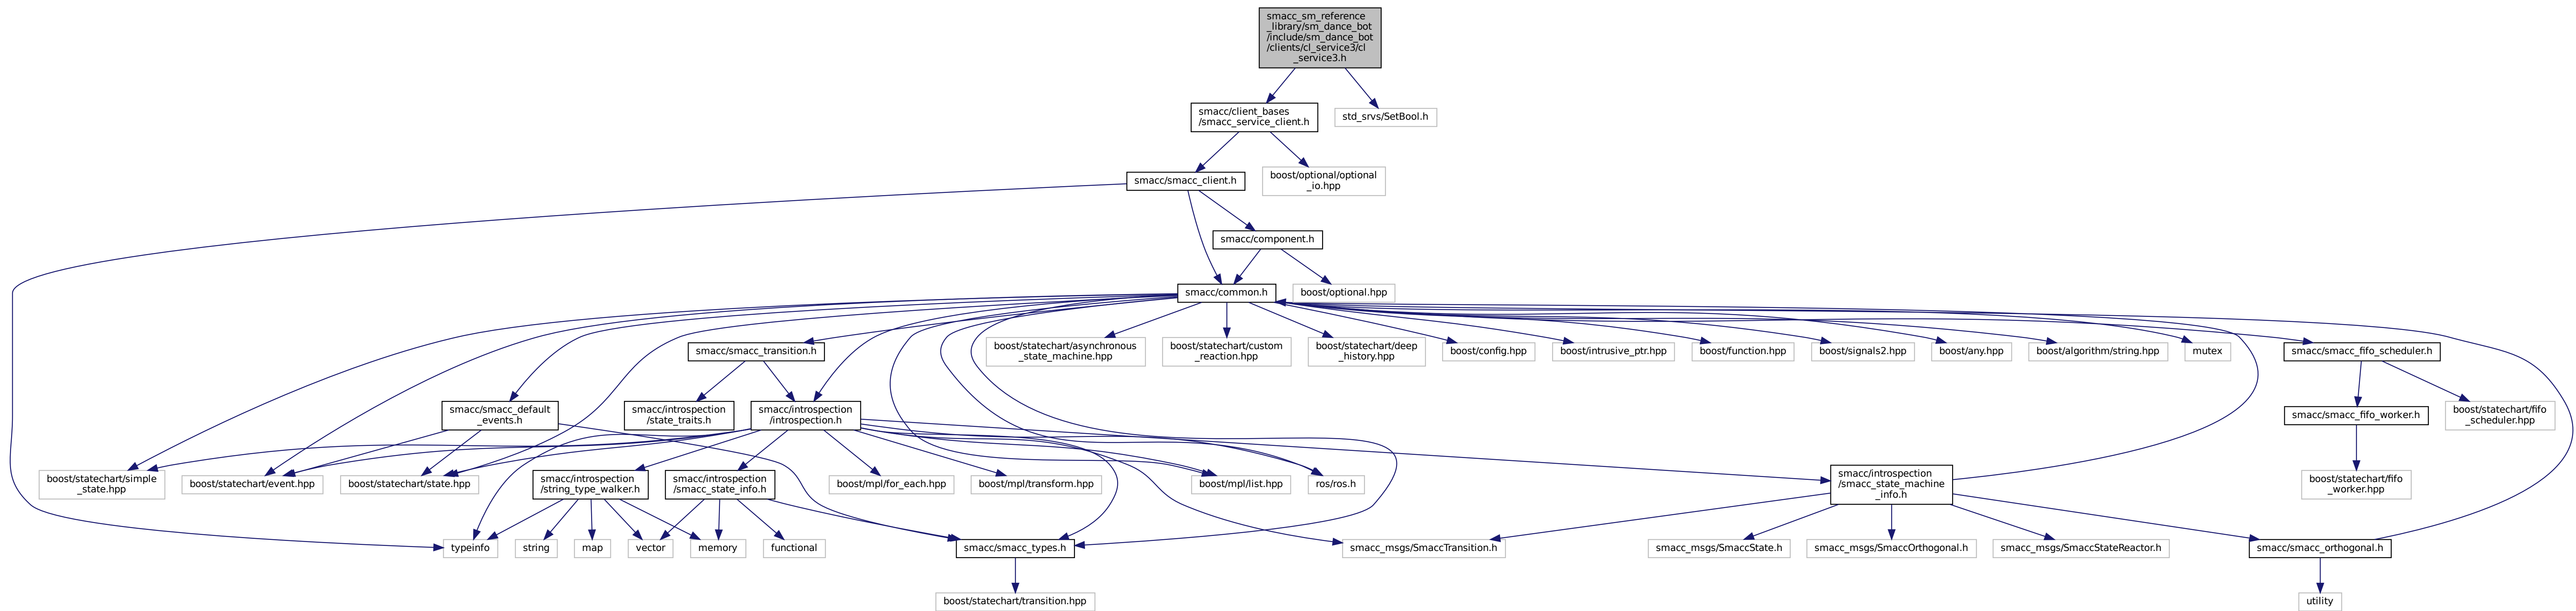 smacc_sm_reference
_library/sm_dance_bot
/include/sm_dance_bot
/clients/cl_service3/cl
_service3.h
smacc/client_bases
/smacc_service_client.h
std_srvs/SetBool.h
smacc/smacc_client.h
boost/optional/optional
_io.hpp
smacc/component.h
smacc/common.h
boost/optional.hpp
smacc/smacc_transition.h
boost/statechart/asynchronous
_state_machine.hpp
boost/statechart/custom
_reaction.hpp
boost/statechart/deep
_history.hpp
boost/config.hpp
boost/intrusive_ptr.hpp
boost/function.hpp
boost/signals2.hpp
boost/any.hpp
boost/algorithm/string.hpp
mutex
smacc/smacc_fifo_scheduler.h
smacc/smacc_default
_events.h
smacc/introspection
/state_traits.h
smacc/introspection
/introspection.h
smacc/smacc_fifo_worker.h
boost/statechart/fifo
_scheduler.hpp
boost/statechart/simple
_state.hpp
boost/statechart/event.hpp
boost/statechart/state.hpp
smacc/introspection
/string_type_walker.h
smacc/introspection
/smacc_state_info.h
boost/mpl/for_each.hpp
boost/mpl/transform.hpp
boost/mpl/list.hpp
ros/ros.h
smacc/introspection
/smacc_state_machine
_info.h
boost/statechart/fifo
_worker.hpp
typeinfo
string
map
vector
memory
functional
smacc/smacc_types.h
smacc_msgs/SmaccTransition.h
smacc_msgs/SmaccState.h
smacc_msgs/SmaccOrthogonal.h
smacc_msgs/SmaccStateReactor.h
smacc/smacc_orthogonal.h
boost/statechart/transition.hpp
utility